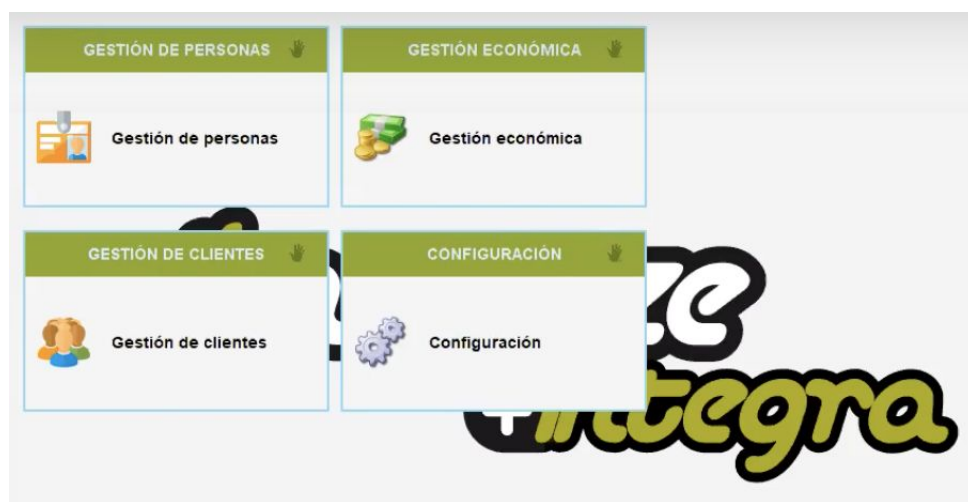 GESTIÓN DE PERSONAS
GESTIÓN ECONÓMICA
Gestión de personas
Gestión económica
GESTIÓN DE CLIENTES
CONFIGURACIÓN
Gestión de clientes
Configuración
+integra